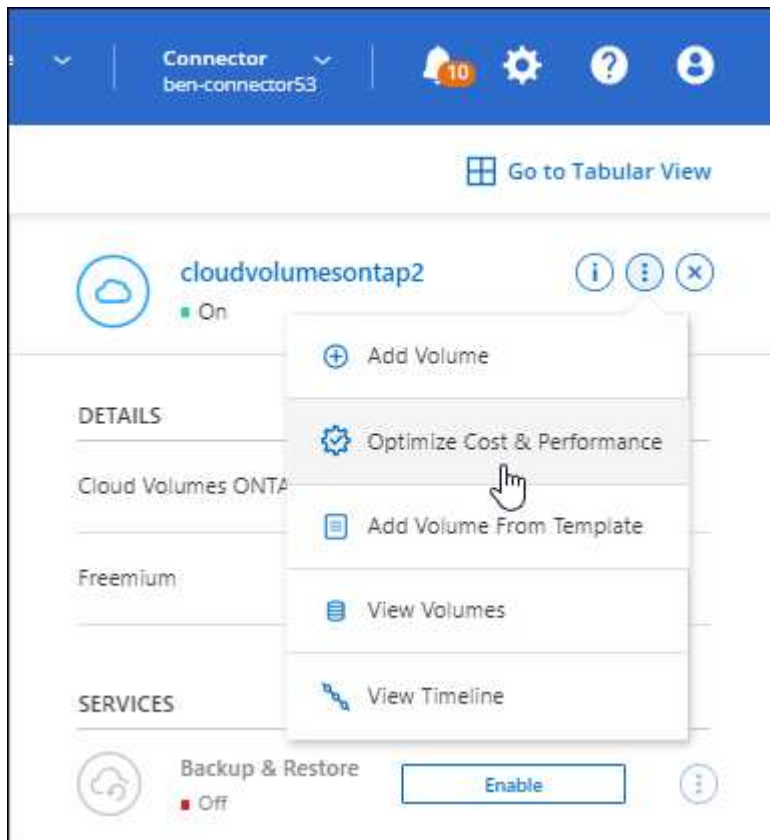 Connector
ben-connector53
10
Go to Tabular View
cloudvolumesontap2
On
Add Volume
DETAILS
Optimize Cost & Performance
Cloud Volumes ONTA
Add Volume From Template
Freemium
View Volumes
View Timeline
SERVICES
Backup & Restore
Enable
Off